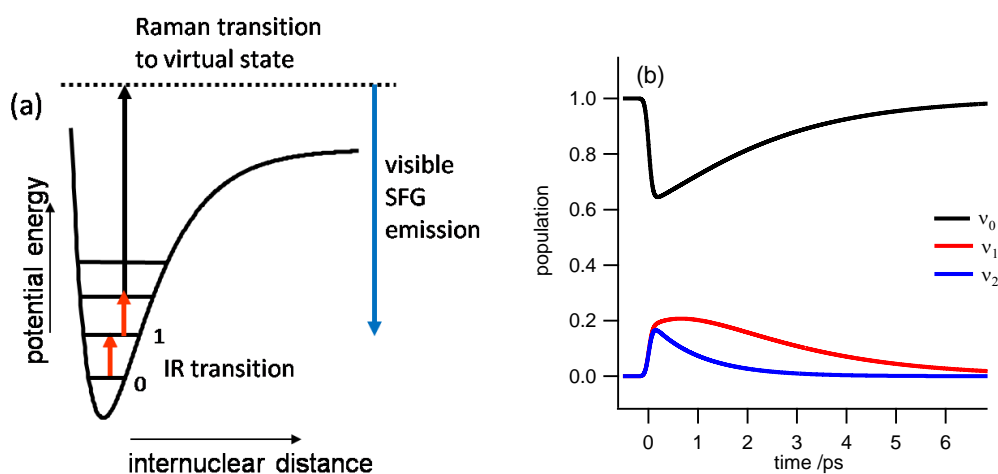 Raman transition
to virtual state
(a)
visible
SFG
emission
potential energy
1
0
IR transition
internuclear distance
(b)
1.0
0.8
0.6
0.4
0.2
0.0
population
ν0
ν1
ν2
0 1 2 3 4 5 6
time /ps